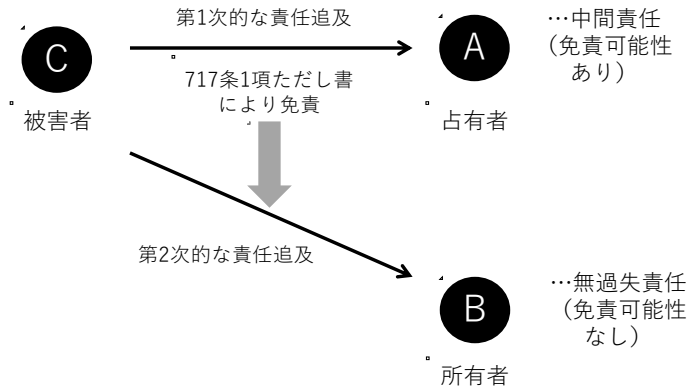 第1次的な責任追及
C
被害者
717条1項ただし書
により免責
A
占有者
…中間責任
（免責可能性
あり）
第2次的な責任追及
B
所有者
…無過失責任
（免責可能性
なし）